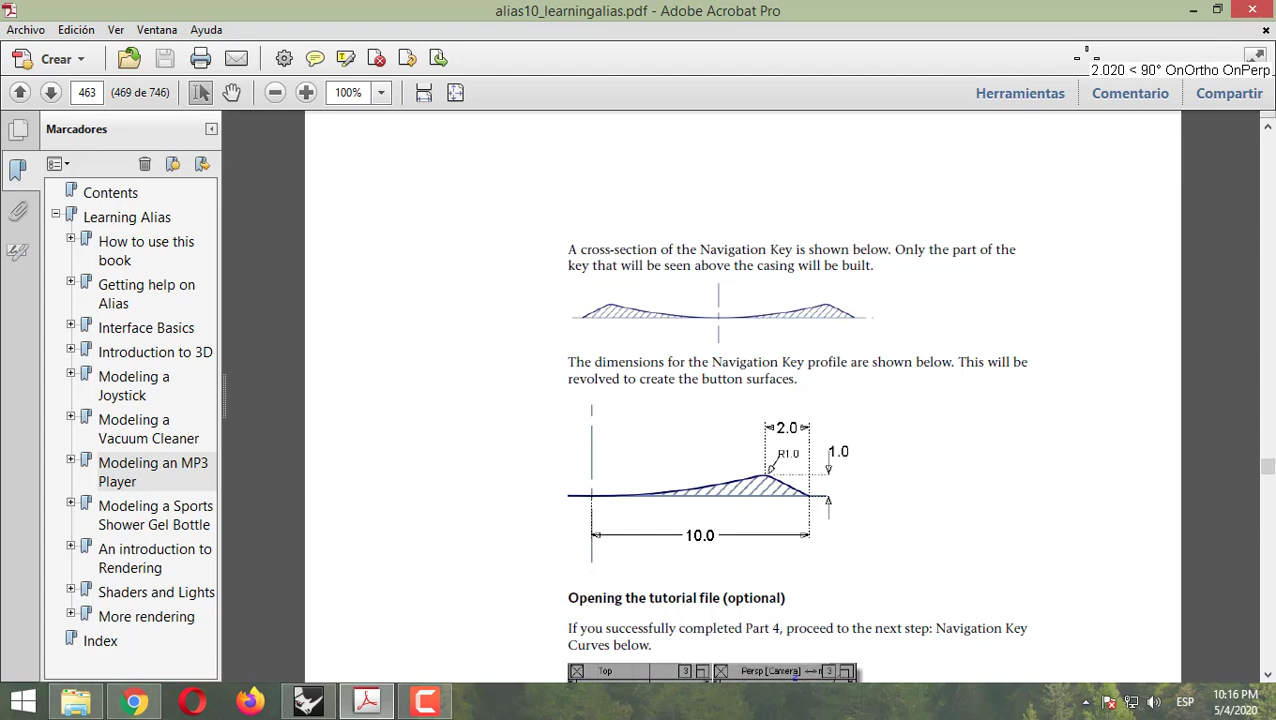 alias10_learningalias.pdf - Adobe Acrobat Pro
Archivo Edición Ver Ventana Ayuda
Crear
2.020 < 90° OnOrtho OnPerp
463 (469 de 746) 100% Herramientas Comentario Compartir
Marcadores
Contents
Learning Alias
How to use this
book
Getting help on
Alias
Interface Basics
Introduction to 3D
Modeling a
Joystick
Modeling a
Vacuum Cleaner
Modeling an MP3
Player
Modeling a Sports
Shower Gel Bottle
An introduction to
Rendering
Shaders and Lights
More rendering
Index
A cross-section of the Navigation Key is shown below. Only the part of the
key that will be seen above the casing will be built.
The dimensions for the Navigation Key profile are shown below. This will be
revolved to create the button surfaces.
2.0
R1.0
1.0
10.0
Opening the tutorial file (optional)
If you successfully completed Part 4, proceed to the next step: Navigation Key
Curves below.
Top 3 Persp [Camera] 3
ESP
10:16 PM
5/4/2020